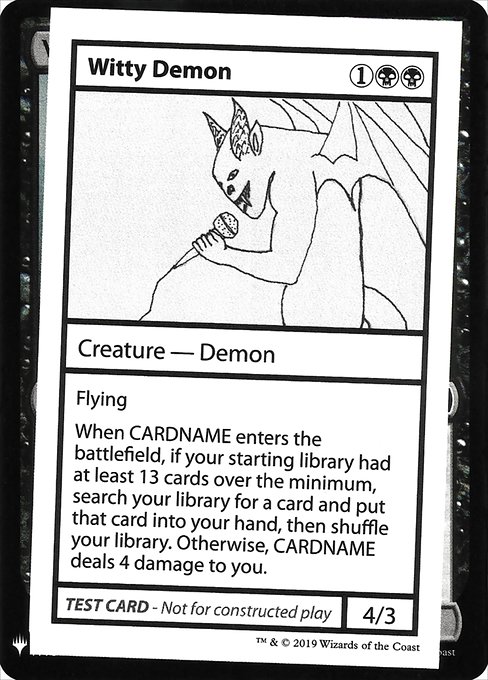 Witty Demon 1
Creature — Demon
Flying
When CARDNAME enters the
battlefield, if your starting library had
at least 13 cards over the minimum,
search your library for a card and put
that card into your hand, then shuffle
your library. Otherwise, CARDNAME
deals 4 damage to you.
TEST CARD - Not for constructed play 4/3
™ & © 2019 Wizards of the Coast